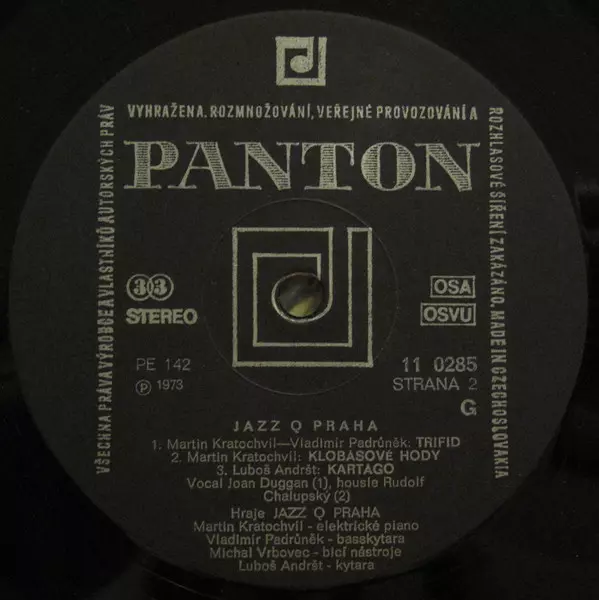 VYHRAŽENA. ROZMNOŽOVÁNÍ, VEŘEJNÉ PROVOZOVÁNÍ A
ROZHLASOVÉ ŠÍŘENÍ ZAKÁZÁNO. MADE IN CZECHOSLOVAKIA
VŠECHNA PRÁVA VÝROBCE A VLASTNÍKŮ AUTORSKÝCH PRÁV
PANTON
33
STEREO
OSA
OSVU
PE 142
Ⓟ 1973
11 0285
STRANA 2
G
JAZZ Q PRAHA
1. Martin Kratochvíl—Vladimír Padrůněk: TRIFID
2. Martin Kratochvíl: KLOBÁSOVÉ HODY
3. Luboš Andršt: KARTAGO
Vocal Joan Duggan (1), housle Rudolf
Chalupský (2)
Hraje JAZZ Q PRAHA
Martin Kratochvíl - elektrické piano
Vladimír Padrůněk - baskytara
Michal Vrbovec - bicí nástroje
Luboš Andršt - kytara